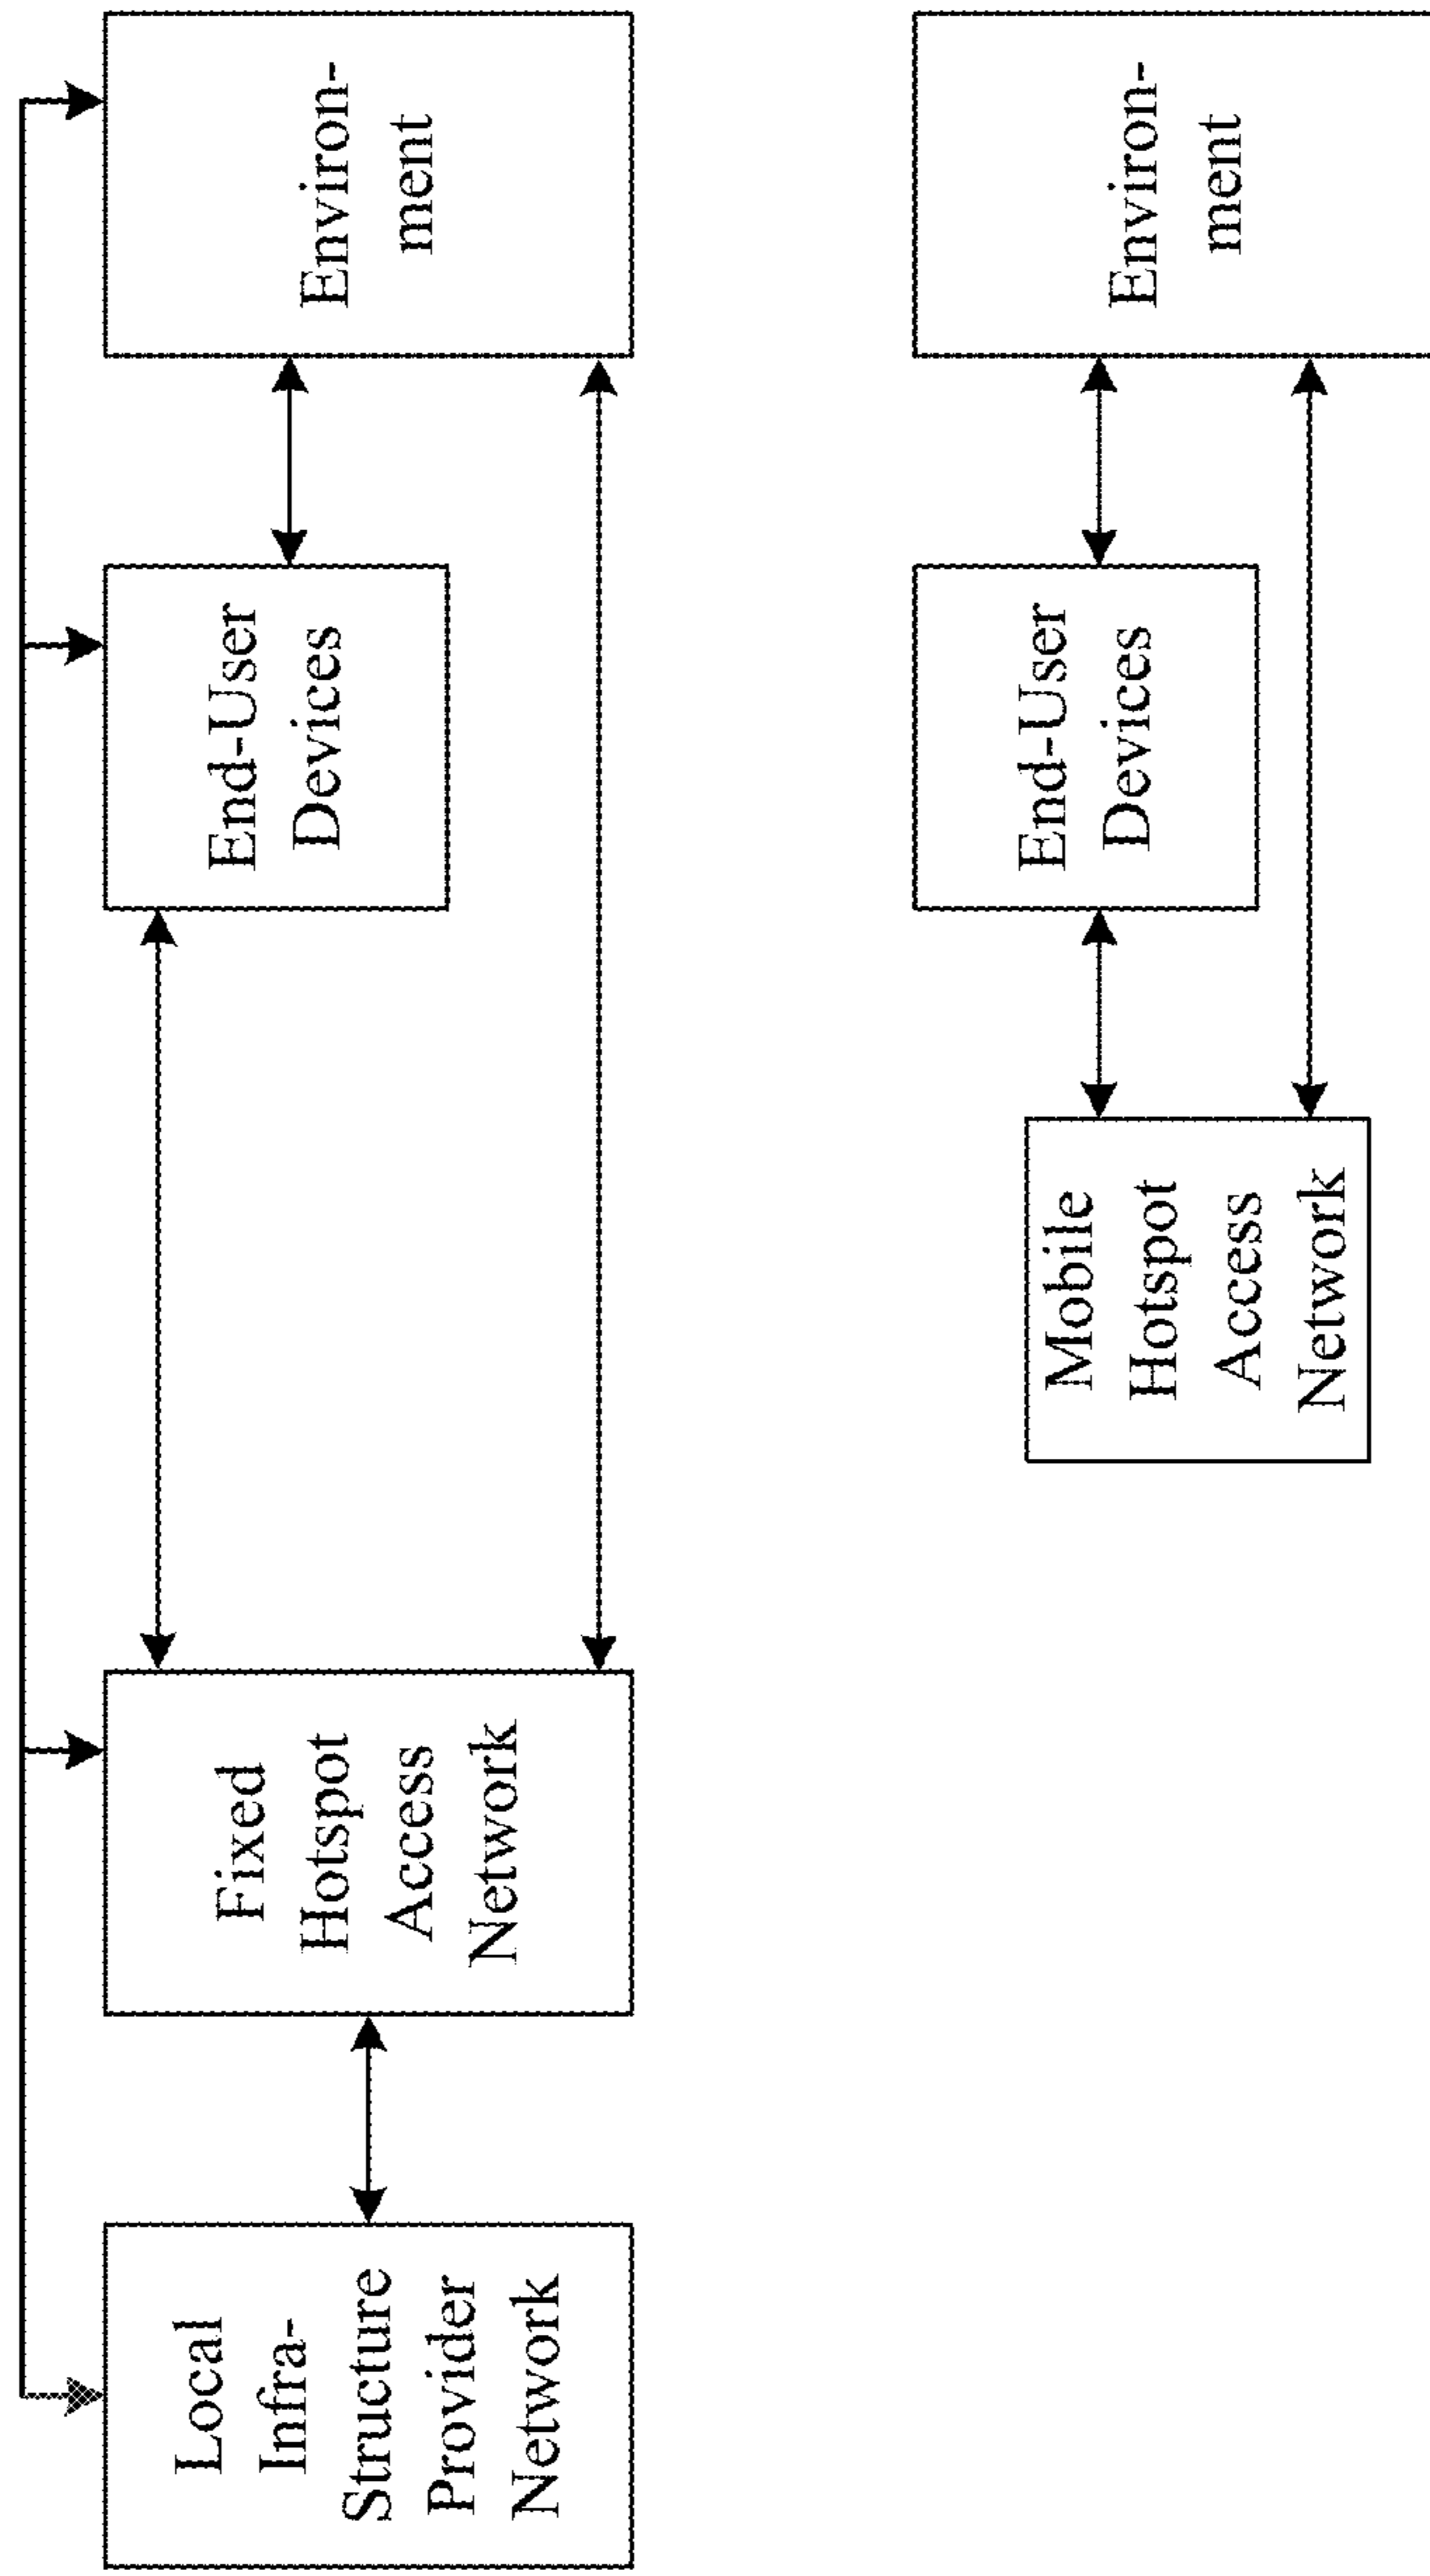 Local
Infra-
Structure
Provider
Network
Fixed
Hotspot
Access
Network
End-User
Devices
Environ-
ment
Mobile
Hotspot
Access
Network
End-User
Devices
Environ-
ment